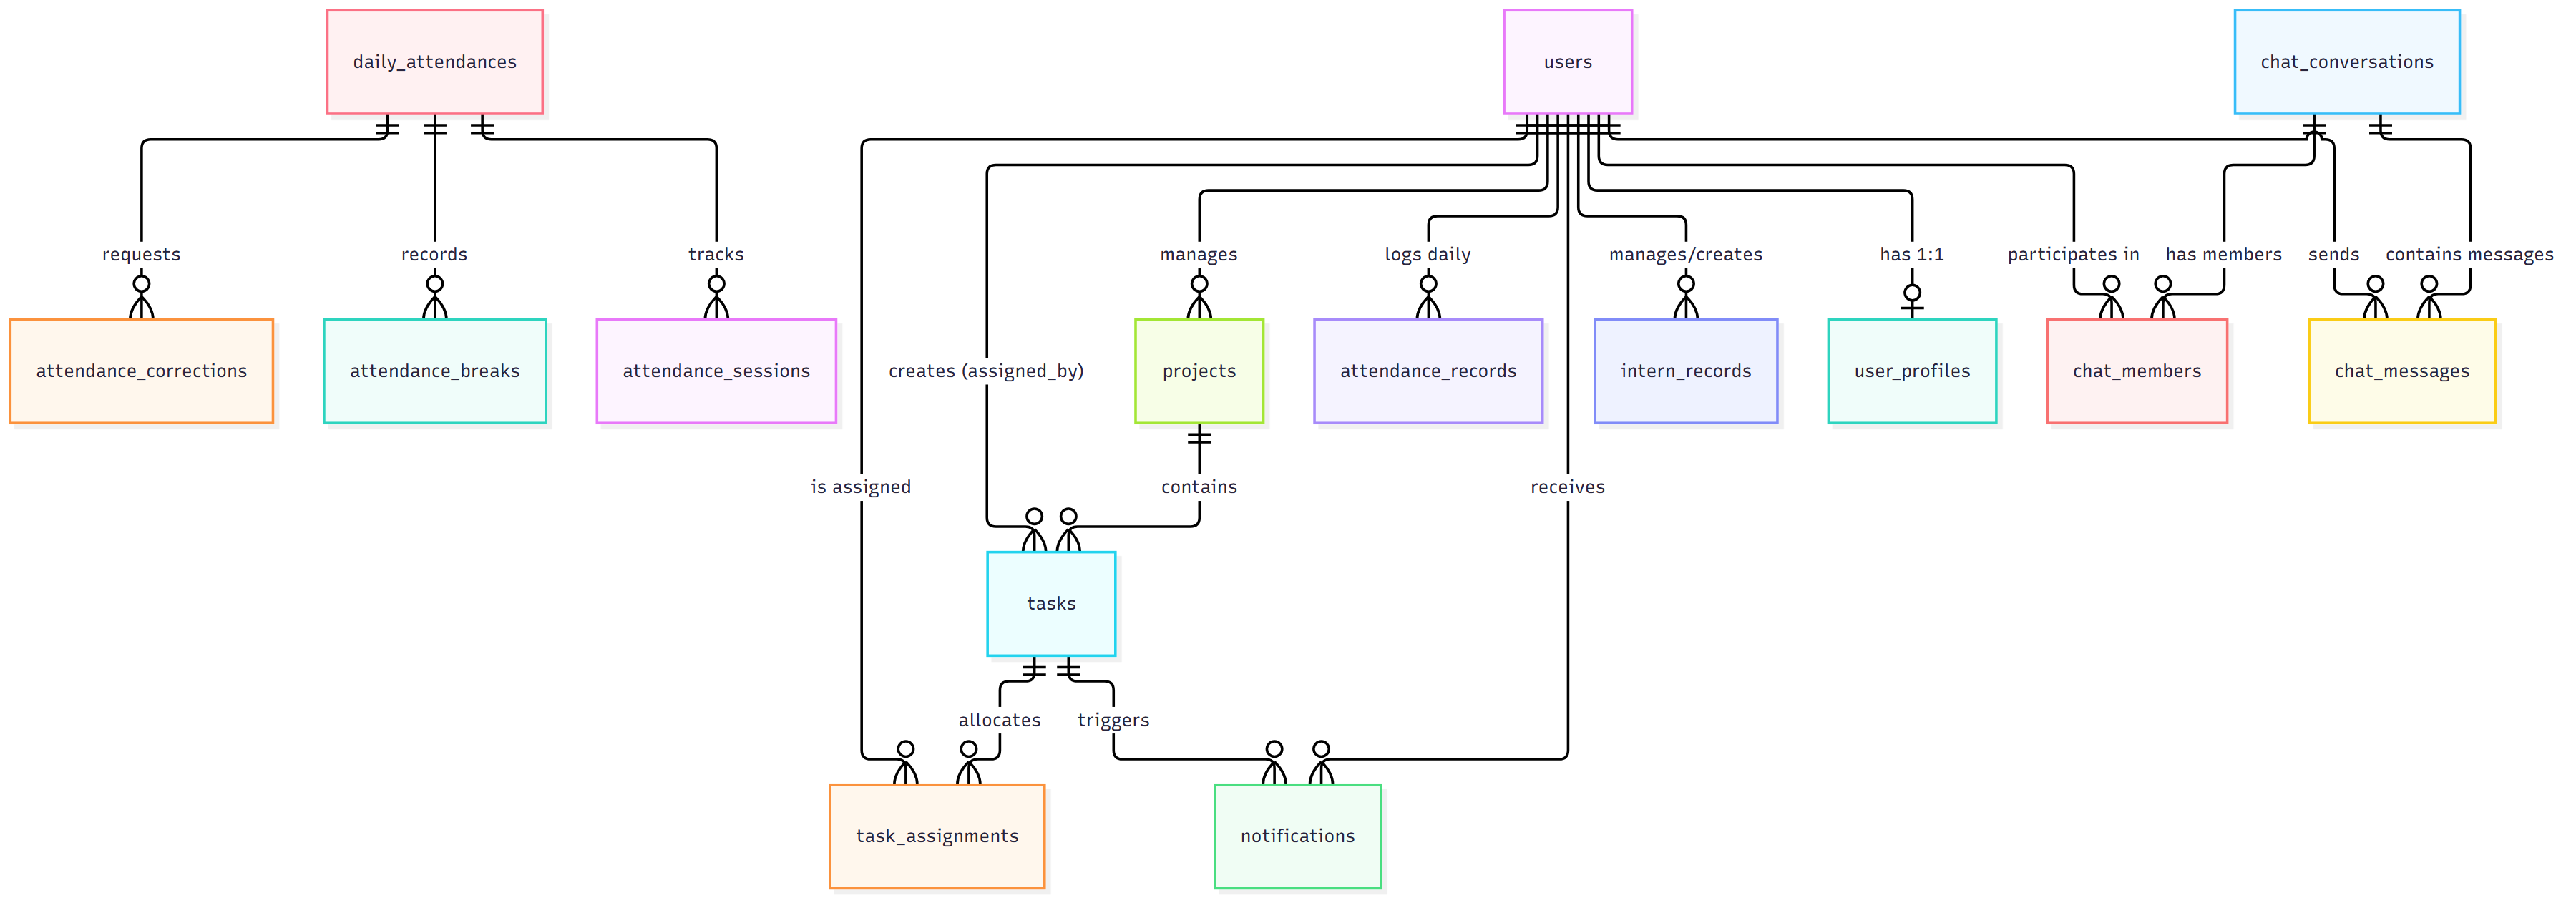 daily_attendances
users
chat_conversations
requests
records
tracks
manages
logs daily
manages/creates
has 1:1
participates in
has members
sends
contains messages
attendance_corrections
attendance_breaks
attendance_sessions
creates (assigned_by)
projects
attendance_records
intern_records
user_profiles
chat_members
chat_messages
is assigned
contains
receives
tasks
allocates
triggers
task_assignments
notifications